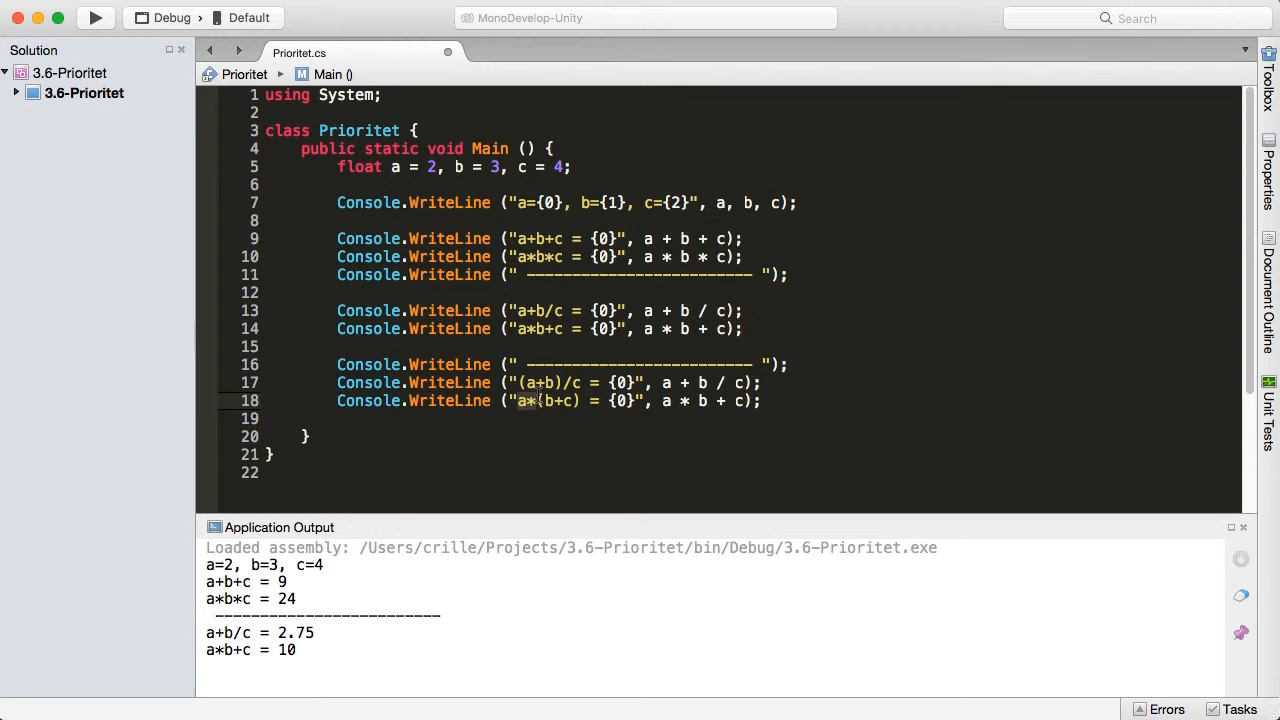 Debug > Default
MonoDevelop-Unity
Search
Solution
Prioritet.cs
3.6-Prioritet
Prioritet
Main ()
3.6-Prioritet
1 using System;
2
3 class Prioritet {
4 public static void Main () {
5 float a = 2, b = 3, c = 4;
6
7 Console.WriteLine ("a={0}, b={1}, c={2}", a, b, c);
8
9 Console.WriteLine ("a+b+c = {0}", a + b + c);
10 Console.WriteLine ("a*b*c = {0}", a * b * c);
11 Console.WriteLine (" ------------------------- ");
12
13 Console.WriteLine ("a+b/c = {0}", a + b / c);
14 Console.WriteLine ("a*b+c = {0}", a * b + c);
15
16 Console.WriteLine (" ------------------------- ");
17 Console.WriteLine ("(a+b)/c = {0}", a + b / c);
18 Console.WriteLine ("a*(b+c) = {0}", a * b + c);
19
20 }
21 }
22
Toolbox
Properties
Document Outline
Unit Tests
Application Output
Loaded assembly: /Users/crille/Projects/3.6-Prioritet/bin/Debug/3.6-Prioritet.exe
a=2, b=3, c=4
a+b+c = 9
a*b*c = 24
-------------------------
a+b/c = 2.75
a*b+c = 10
Errors
Tasks